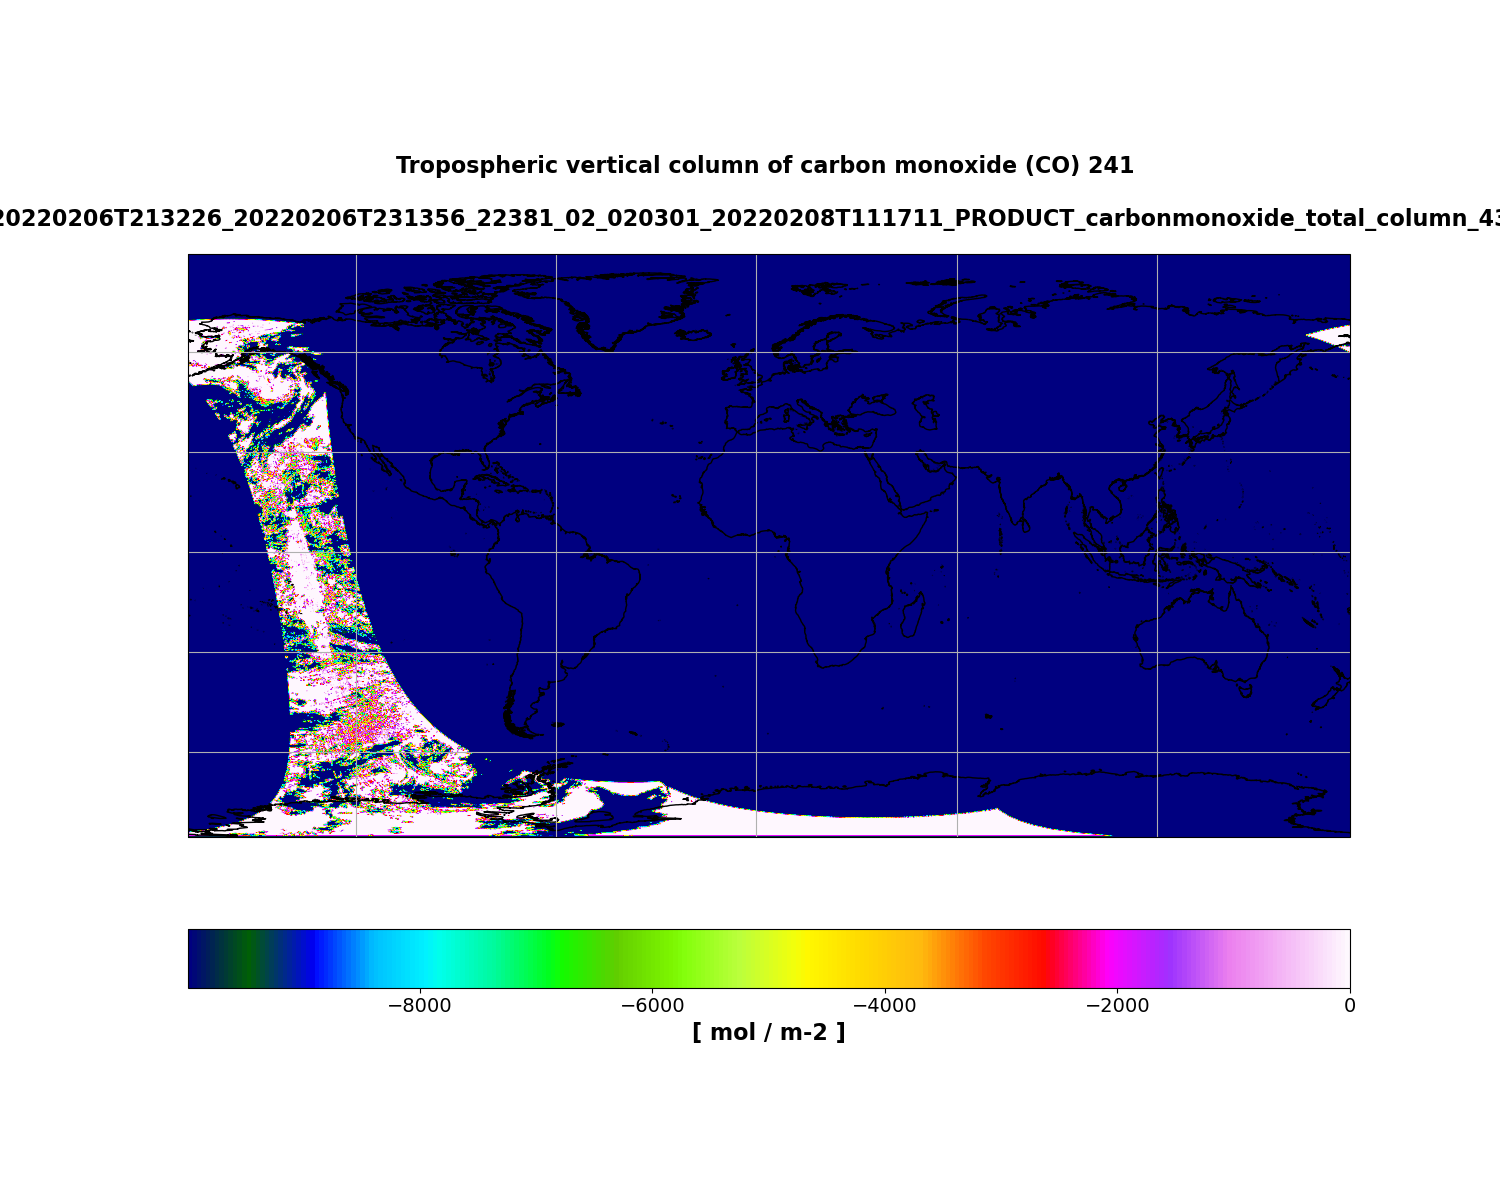 Tropospheric vertical column of carbon monoxide (CO) 241
20220206T213226_20220206T231356_22381_02_020301_20220208T111711_PRODUCT_carbonmonoxide_total_column_43
−8000 −6000 −4000 −2000 0
[ mol / m-2 ]